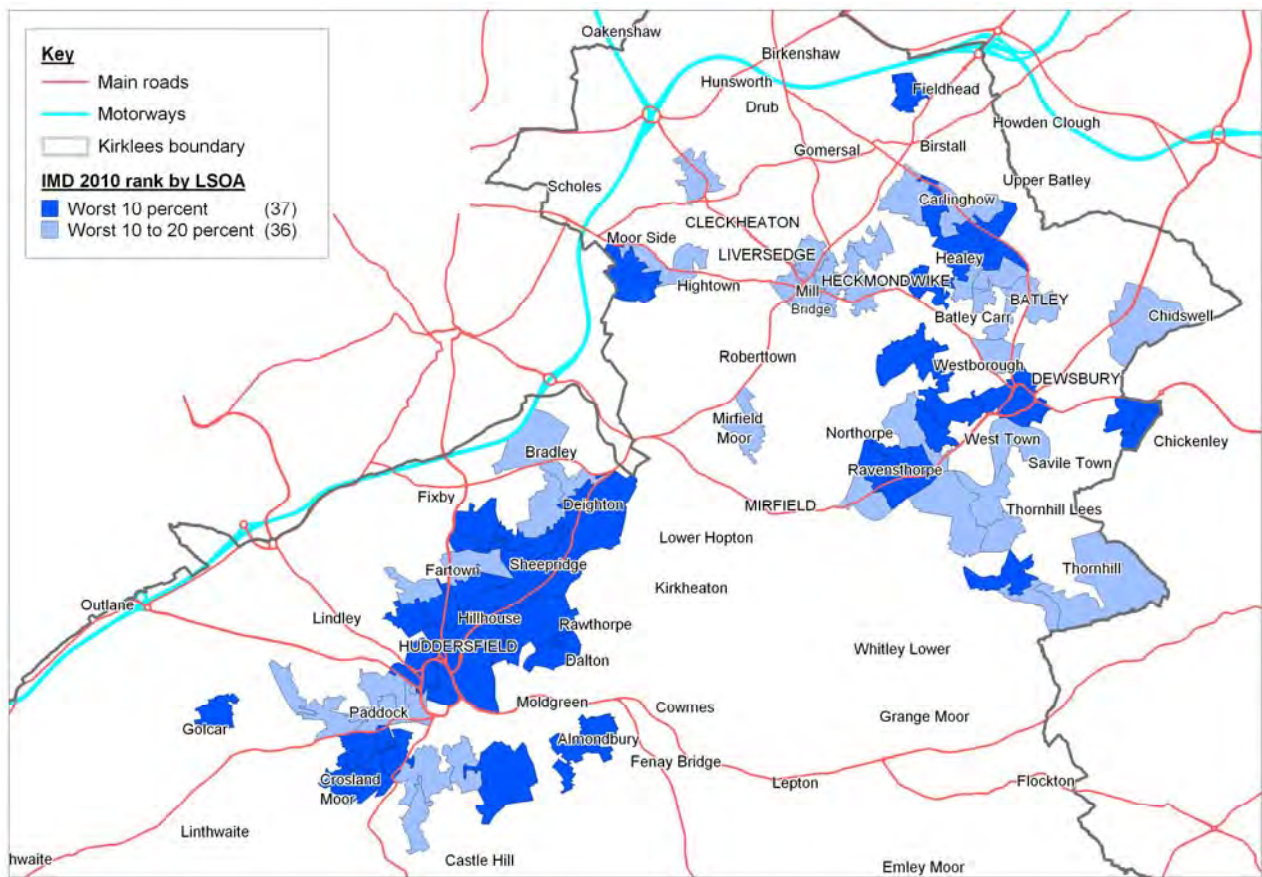 Key
Main roads
Motorways
Kirklees boundary
IMD 2010 rank by LSOA
Worst 10 percent (37)
Worst 10 to 20 percent (36)
Oakenshaw
Birkenshaw
Hunsworth
Fieldhead
Drub
Howden Clough
Gomersal
Birstall
Scholes
Upper Batley
Carlinghow
CLECKHEATON
Moor Side
LIVERSEDGE
Healey
Hightown
HECKMONDWIKE
Mill
Bridge
BATLEY
Batley Carr
Chidswell
Roberttown
Westborough
DEWSBURY
Mirfield
Moor
Northorpe
West Town
Chickenley
Bradley
Ravensthorpe
Savile Town
Fixby
Deighton
MIRFIELD
Thornhill Lees
Lower Hopton
Fartown
Sheepridge
Thornhill
Kirkheaton
Outlane
Lindley
Hillhouse
Rawthorpe
HUDDERSFIELD
Whitley Lower
Dalton
Moldgreen
Cowmes
Paddock
Grange Moor
Golcar
Almondbury
Fenay Bridge
Crosland
Moor
Lepton
Flockton
Linthwaite
hwaite
Castle Hill
Emley Moor